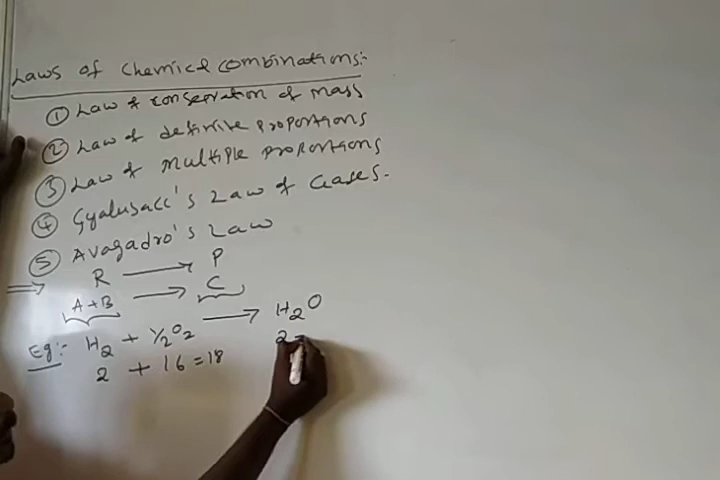 Laws of Chemical Combinations:-
① Law of conservation of mass
② Law of definite proportions
③ Law of multiple proportions
④ Gyalusacc's Law of Gases.
⑤ Avagadro's Law
⇒ R → P
A + B → C
Eg:- H₂ + ½O₂ → H₂O
2 + 16 = 18 2